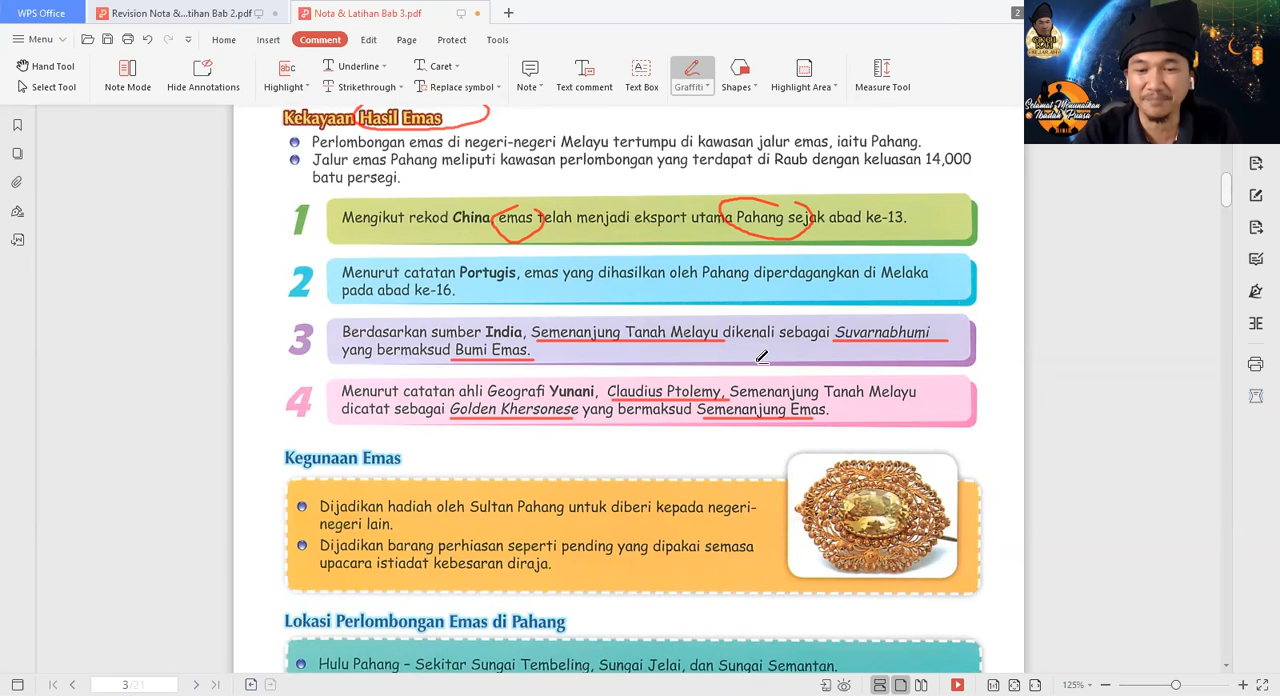 WPS Office
Revision Nota &...tihan Bab 2.pdf
Nota & Latihan Bab 3.pdf
2
Menu
Home
Insert
Comment
Edit
Page
Protect
Tools
Hand Tool
Select Tool
Note Mode
Hide Annotations
abc
Highlight
Underline
Strikethrough
Caret
Replace symbol
Note
Text comment
Text Box
Graffiti
Shapes
Highlight Area
Measure Tool
Selamat Menunaikan
Ibadah Puasa
Kekayaan Hasil Emas
Perlombongan emas di negeri-negeri Melayu tertumpu di kawasan jalur emas, iaitu Pahang.
Jalur emas Pahang meliputi kawasan perlombongan yang terdapat di Raub dengan keluasan 14,000
batu persegi.
1
Mengikut rekod China, emas telah menjadi eksport utama Pahang sejak abad ke-13.
2
Menurut catatan Portugis, emas yang dihasilkan oleh Pahang diperdagangkan di Melaka
pada abad ke-16.
3
Berdasarkan sumber India, Semenanjung Tanah Melayu dikenali sebagai Suvarnabhumi
yang bermaksud Bumi Emas.
4
Menurut catatan ahli Geografi Yunani, Claudius Ptolemy, Semenanjung Tanah Melayu
dicatat sebagai Golden Khersonese yang bermaksud Semenanjung Emas.
Kegunaan Emas
Dijadikan hadiah oleh Sultan Pahang untuk diberi kepada negeri-
negeri lain.
Dijadikan barang perhiasan seperti pending yang dipakai semasa
upacara istiadat kebesaran diraja.
Lokasi Perlombongan Emas di Pahang
Hulu Pahang – Sekitar Sungai Tembeling, Sungai Jelai, dan Sungai Semantan.
3/21
125%